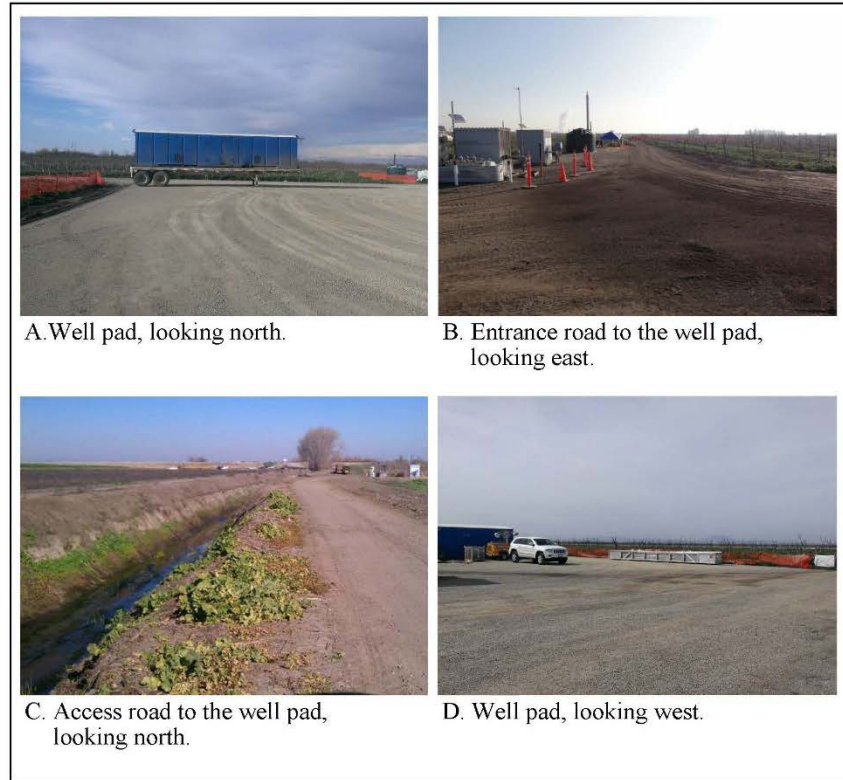 A.Well pad, looking north.
B. Entrance road to the well pad,
looking east.
C. Access road to the well pad,
looking north.
D. Well pad, looking west.